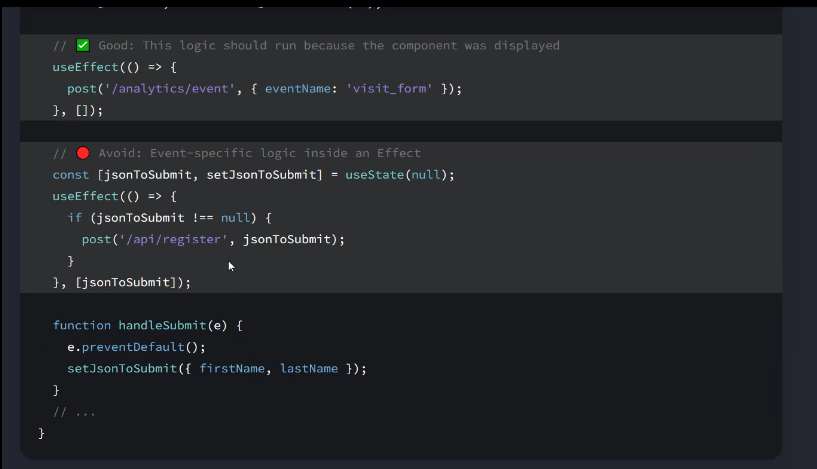 // ✅ Good: This logic should run because the component was displayed
useEffect(() => {
post('/analytics/event', { eventName: 'visit_form' });
}, []);
// 🔴 Avoid: Event-specific logic inside an Effect
const [jsonToSubmit, setJsonToSubmit] = useState(null);
useEffect(() => {
if (jsonToSubmit !== null) {
post('/api/register', jsonToSubmit);
}
}, [jsonToSubmit]);
function handleSubmit(e) {
e.preventDefault();
setJsonToSubmit({ firstName, lastName });
}
// ...
}